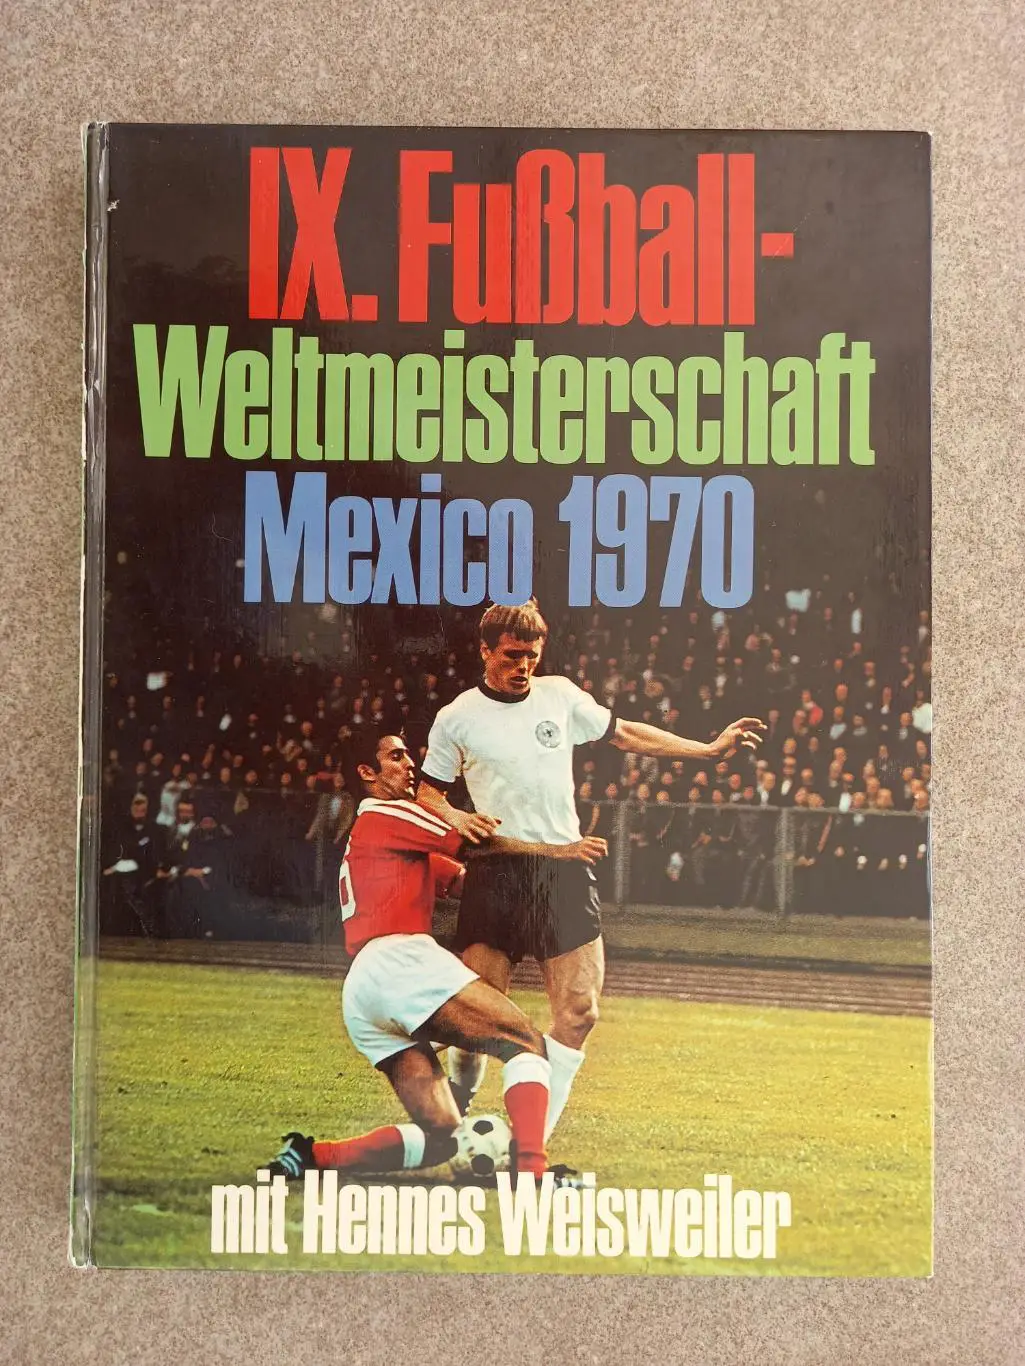 IX. Fußball-
Weltmeisterschaft
Mexico 1970
mit Hennes Weisweiler